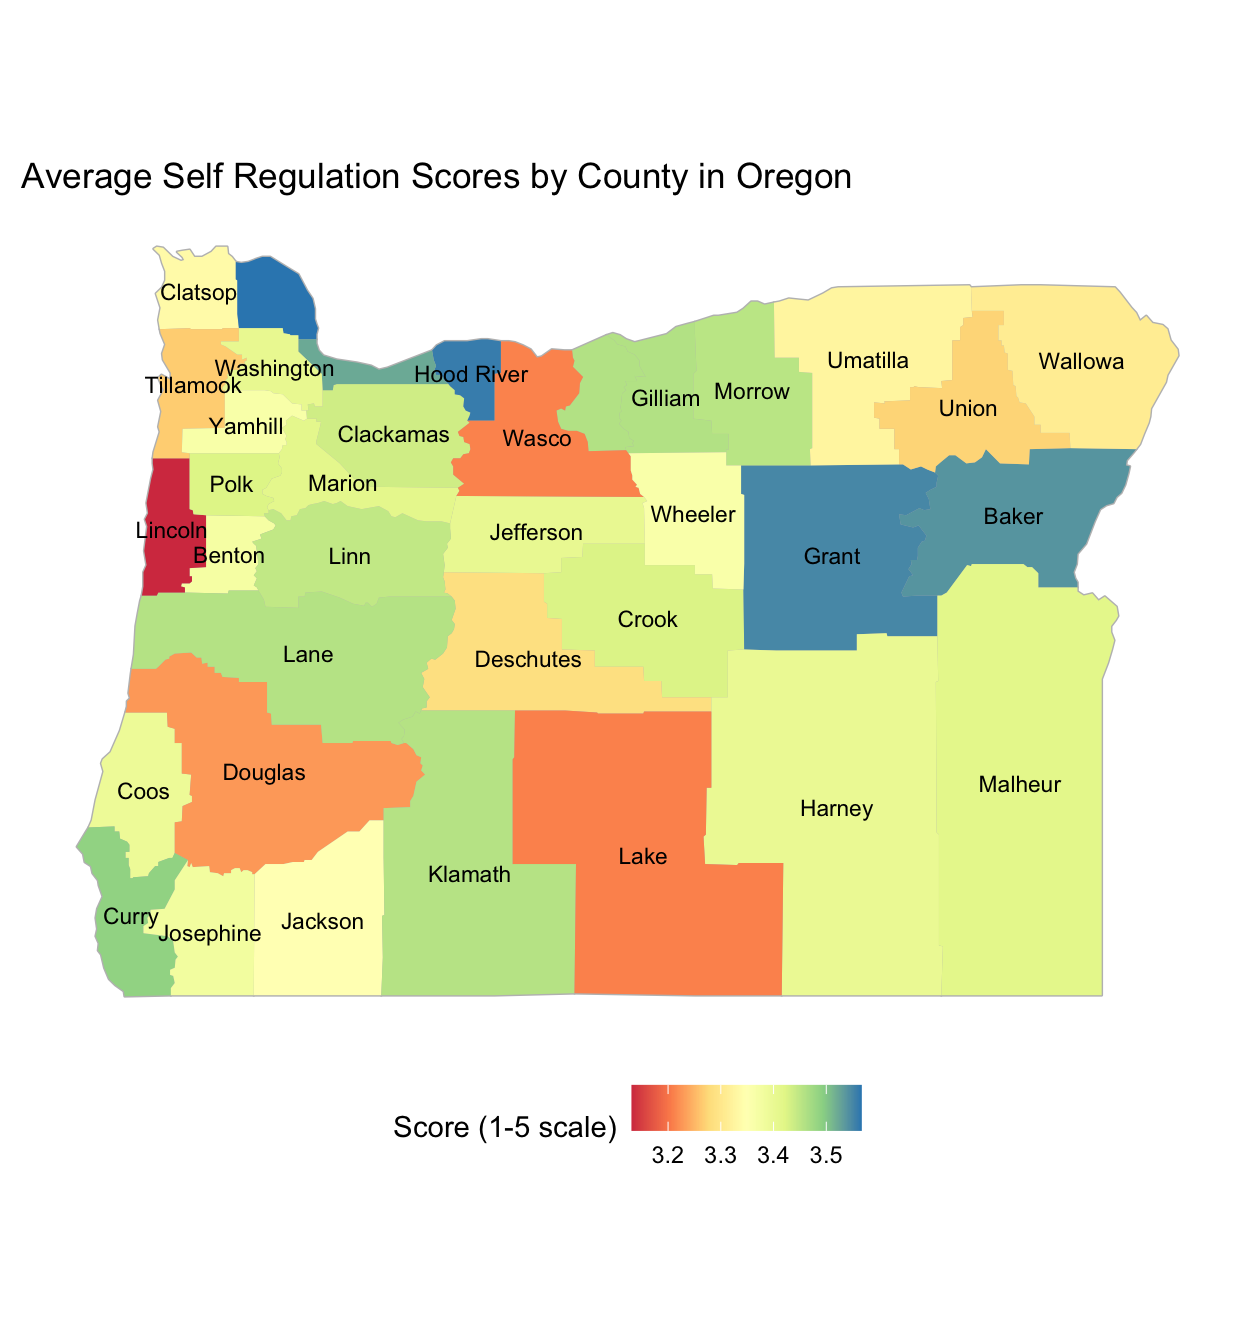 Average Self Regulation Scores by County in Oregon
Clatsop
Washington
Tillamook
Hood River
Umatilla
Wallowa
Gilliam
Morrow
Union
Yamhill
Clackamas
Wasco
Polk
Marion
Lincoln
Benton
Linn
Jefferson
Wheeler
Grant
Baker
Crook
Lane
Deschutes
Douglas
Coos
Harney
Malheur
Klamath
Lake
Curry
Josephine
Jackson
Score (1-5 scale)
3.2 3.3 3.4 3.5